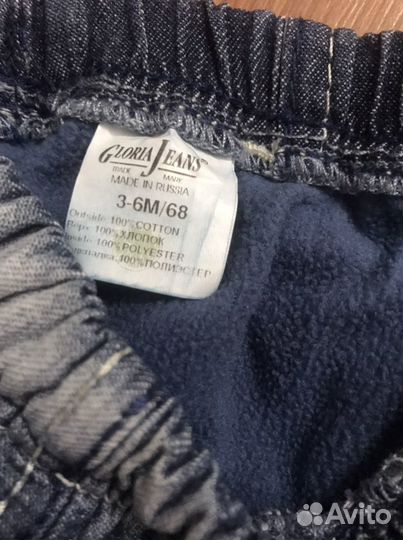 GLORIA JEANS
TRADE MARK
MADE IN RUSSIA
3-6M/68
Outside 100% COTTON
Верх 100% ХЛОПОК
Inside 100% POLYESTER
100% ПОЛИЭСТЕР
Avito